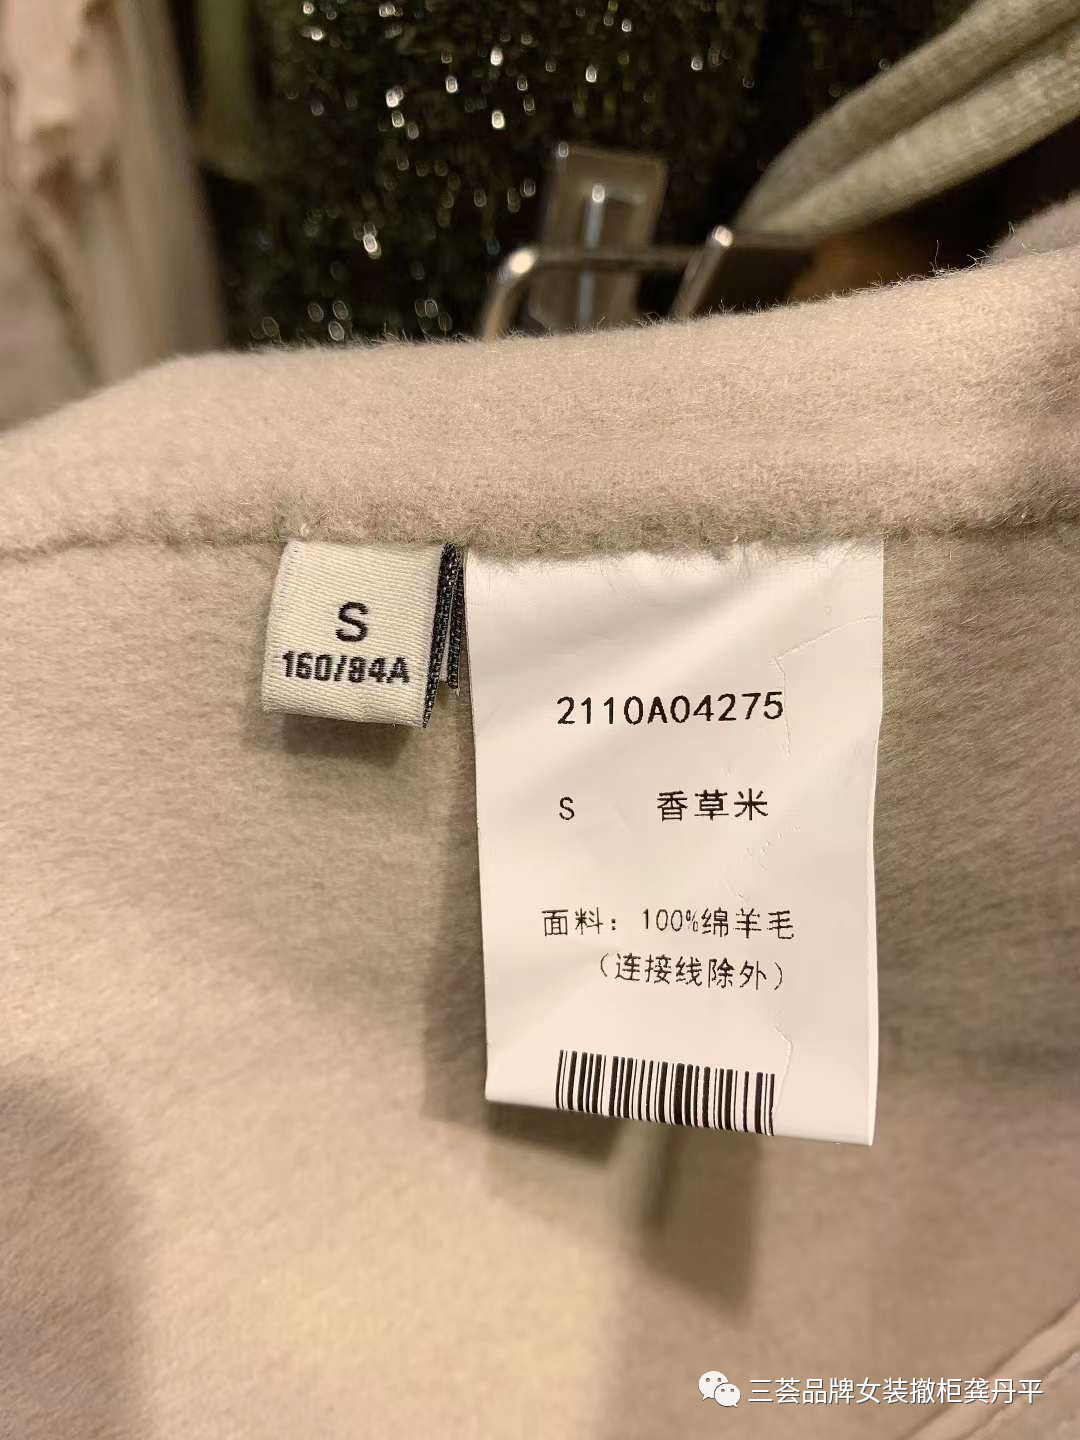 S
160/84A
2110A04275
S 香草米
面料：100%绵羊毛
（连接线除外）
三荟品牌女装撤柜龚丹平